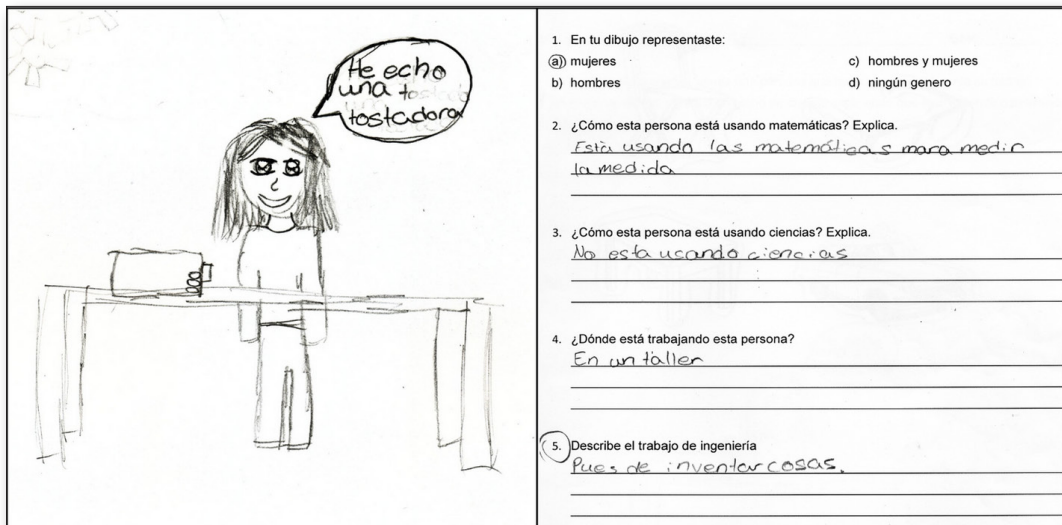 He echo
una
tostadora
1. En tu dibujo representaste:
a) mujeres
c) hombres y mujeres
b) hombres
d) ningún genero
2. ¿Cómo esta persona está usando matemáticas? Explica.
Está usando las matemáticas mara medir
la medida
3. ¿Cómo esta persona está usando ciencias? Explica.
No esta usando ciencias
4. ¿Dónde está trabajando esta persona?
En un taller
5. Describe el trabajo de ingeniería
Pues de inventar cosas.